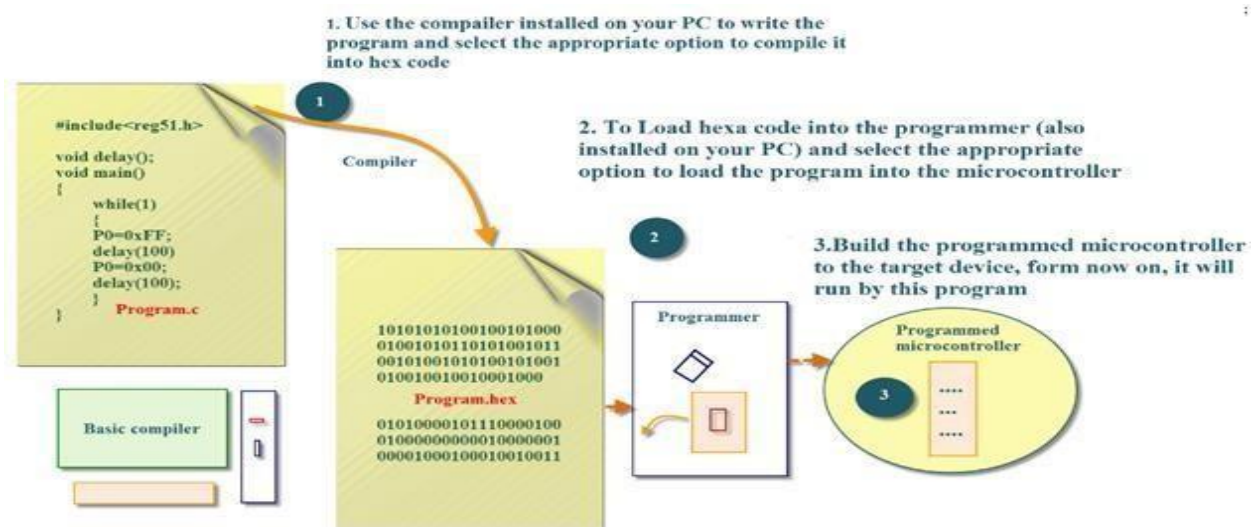 1. Use the compailer installed on your PC to write the
program and select the appropriate option to compile it
into hex code
1
#include<reg51.h>
void delay();
void main()
{
while(1)
{
P0=0xFF;
delay(100)
P0=0x00;
delay(100);
}
Program.c
}
Compiler
2. To Load hexa code into the programmer (also
installed on your PC) and select the appropriate
option to load the program into the microcontroller
2
3.Build the programmed microcontroller
to the target device, form now on, it will
run by this program
10101010100100101000
01001010110101001011
00101001010100101001
010010010010001000
Program.hex
01010000101110000100
01000000000010000001
00001000100010010011
Programmer
Programmed
microcontroller
3
Basic compiler